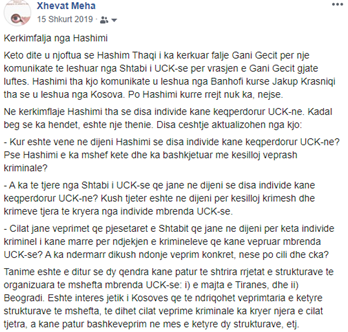 Xhevat Meha
15 Shkurt 2019 ·
Kerkimfalja nga Hashimi
Keto dite u njoftua se Hashim Thaqi i ka kerkuar falje Gani Gecit per nje
komunikate te leshuar nga Shtabi i UCK-se per vrasjen e Gani Gecit gjate
luftes. Hashimi tha kjo komunikate u leshua nga Banhofi kurse Jakup Krasniqi
tha se u leshua nga Kosova. Po Hashimi kurre rrejt nuk ka, nejse.
Ne kerkimflaje Hashimi tha se disa individe kane keqperdorur UCK-ne. Kadal
beg se ka hendet, eshte nje thenie. Disa ceshtje aktualizohen nga kjo:
- Kur eshte vene ne dijeni Hashimi se disa individe kane keqperdorur UCK-ne?
Pse Hashimi e ka mshef kete dhe ka bashkjetuar me kesilloj veprash
kriminale?
- A ka te tjere nga Shtabi i UCK-se qe jane ne dijeni se disa individe kane
keqperdorur UCK-ne? Kush tjeter eshte ne dijeni per kesilloj krimesh dhe
krimeve tjera te kryera nga individe mbrenda UCK-se.
- Cilat jane veprimet qe pjesetaret e Shtabit qe jane ne dijeni per keta individe
kriminel i kane marre per ndjekjen e krimineleve qe kane vepruar mbrenda
UCK-se? A ka ndermarr dikush ndonje veprim konkret, nese po cili dhe cka?
Tanime eshte e ditur se dy qendra kane patur te shtrira rrjetat e strukturave te
organizuara te mshefta mbrenda UCK-se: i) e majta e Tiranes, dhe ii)
Beogradi. Eshte interes jetik i Kosoves qe te ndriqohet veprimtaria e ketyre
strukturave te mshefta, te dihet cilat veprime kriminale ka kryer njera e cilat
tjetra, a kane patur bashkeveprim ne mes e ketyre dy strukturave, etj.